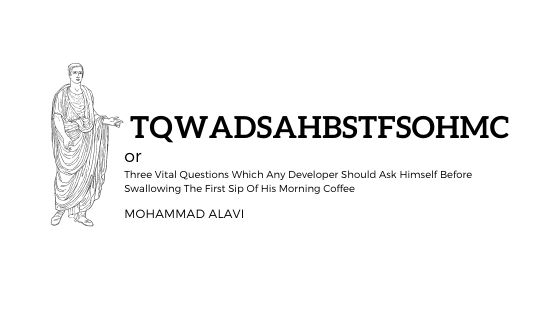 TQWADSAHBSTFSOHMC
or
Three Vital Questions Which Any Developer Should Ask Himself Before
Swallowing The First Sip Of His Morning Coffee
MOHAMMAD ALAVI